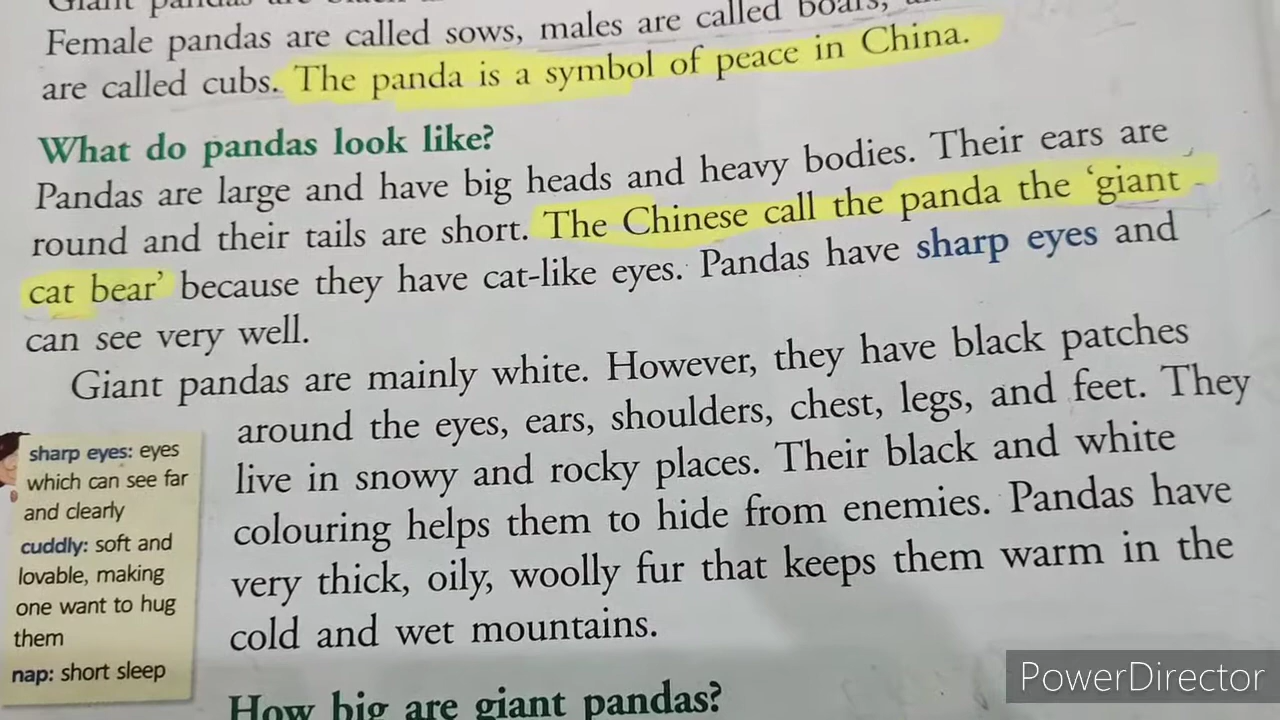 Giant pandas are black
Female pandas are called sows, males are called boars,
are called cubs. The panda is a symbol of peace in China.
What do pandas look like?
Pandas are large and have big heads and heavy bodies. Their ears are
round and their tails are short. The Chinese call the panda the ‘giant
cat bear’ because they have cat-like eyes. Pandas have sharp eyes and
can see very well.
Giant pandas are mainly white. However, they have black patches
around the eyes, ears, shoulders, chest, legs, and feet. They
live in snowy and rocky places. Their black and white
colouring helps them to hide from enemies. Pandas have
very thick, oily, woolly fur that keeps them warm in the
cold and wet mountains.
sharp eyes: eyes
which can see far
and clearly
cuddly: soft and
lovable, making
one want to hug
them
nap: short sleep
How big are giant pandas?
PowerDirector